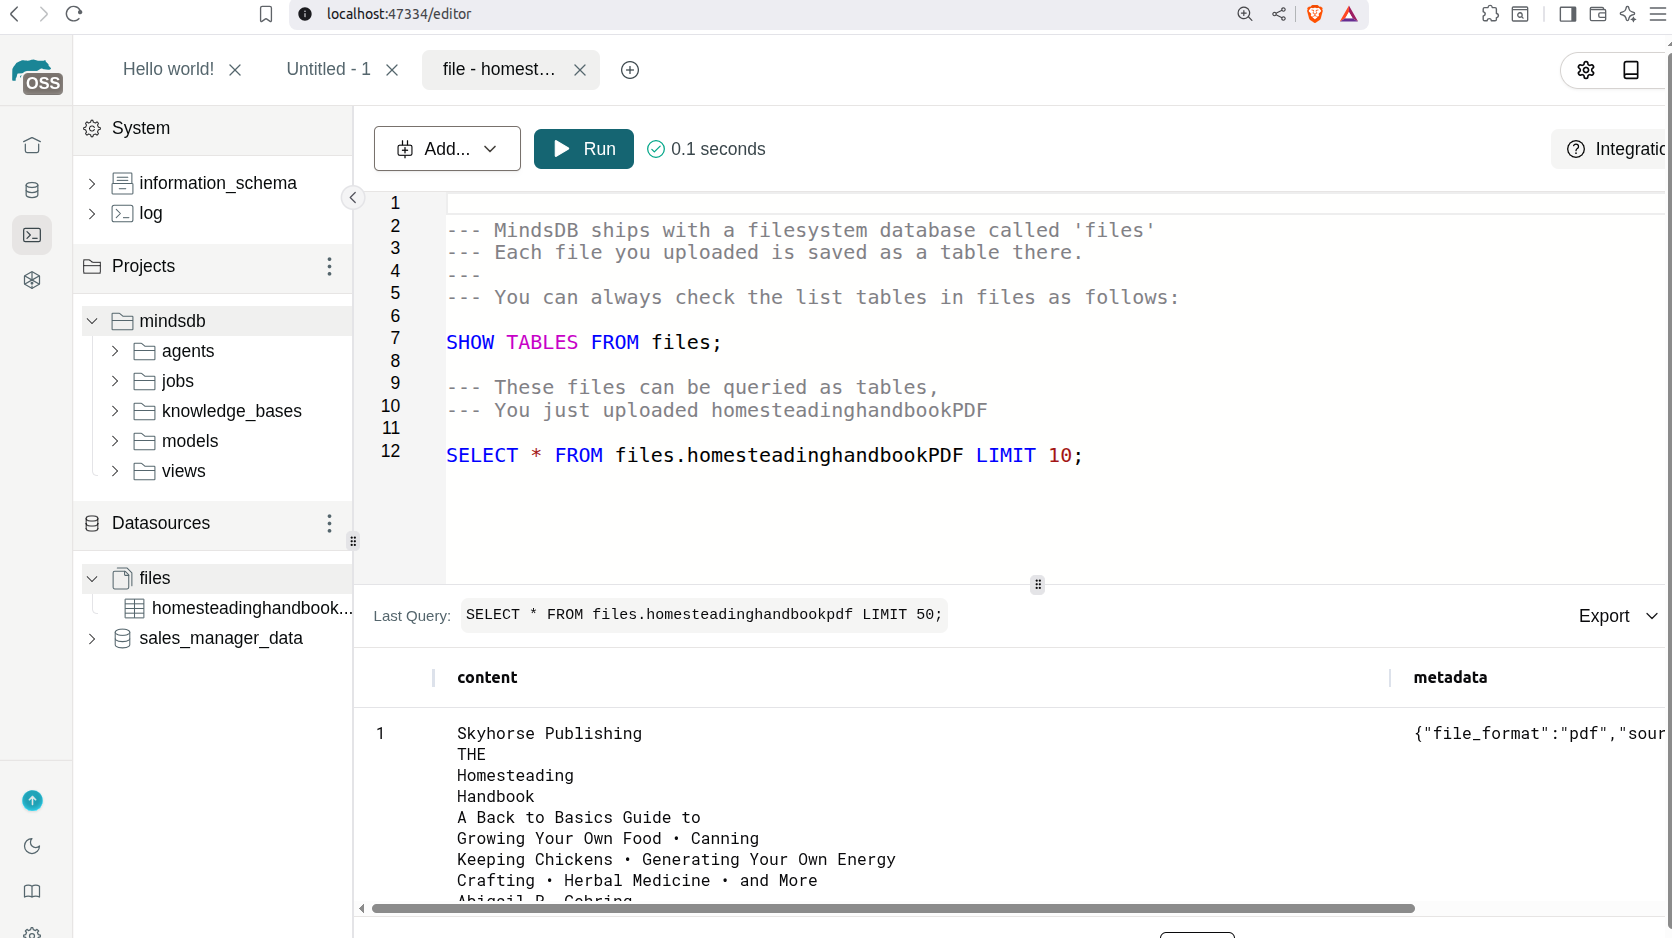 localhost:47334/editor
OSS
Hello world!
Untitled - 1
file - homest...
System
information_schema
log
Projects
mindsdb
agents
jobs
knowledge_bases
models
views
Datasources
files
homesteadinghandbook...
sales_manager_data
Add...
Run
0.1 seconds
Integratio
1
2 --- MindsDB ships with a filesystem database called 'files'
3 --- Each file you uploaded is saved as a table there.
4 ---
5 --- You can always check the list tables in files as follows:
6
7 SHOW TABLES FROM files;
8
9 --- These files can be queried as tables,
10 --- You just uploaded homesteadinghandbookPDF
11
12 SELECT * FROM files.homesteadinghandbookPDF LIMIT 10;
Last Query: SELECT * FROM files.homesteadinghandbookpdf LIMIT 50;
Export
content metadata
1 Skyhorse Publishing {"file_format":"pdf","sour
THE
Homesteading
Handbook
A Back to Basics Guide to
Growing Your Own Food • Canning
Keeping Chickens • Generating Your Own Energy
Crafting • Herbal Medicine • and More
Abigail R. Gehring